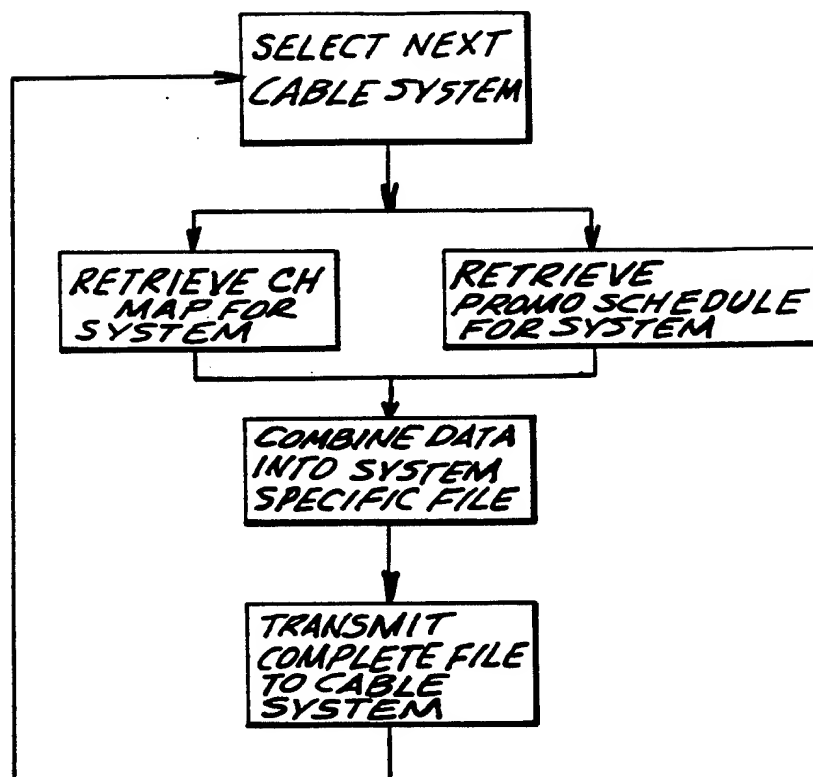 SELECT NEXT
CABLE SYSTEM
RETRIEVE CH
MAP FOR
SYSTEM
RETRIEVE
PROMO SCHEDULE
FOR SYSTEM
COMBINE DATA
INTO SYSTEM
SPECIFIC FILE
TRANSMIT
COMPLETE FILE
TO CABLE
SYSTEM